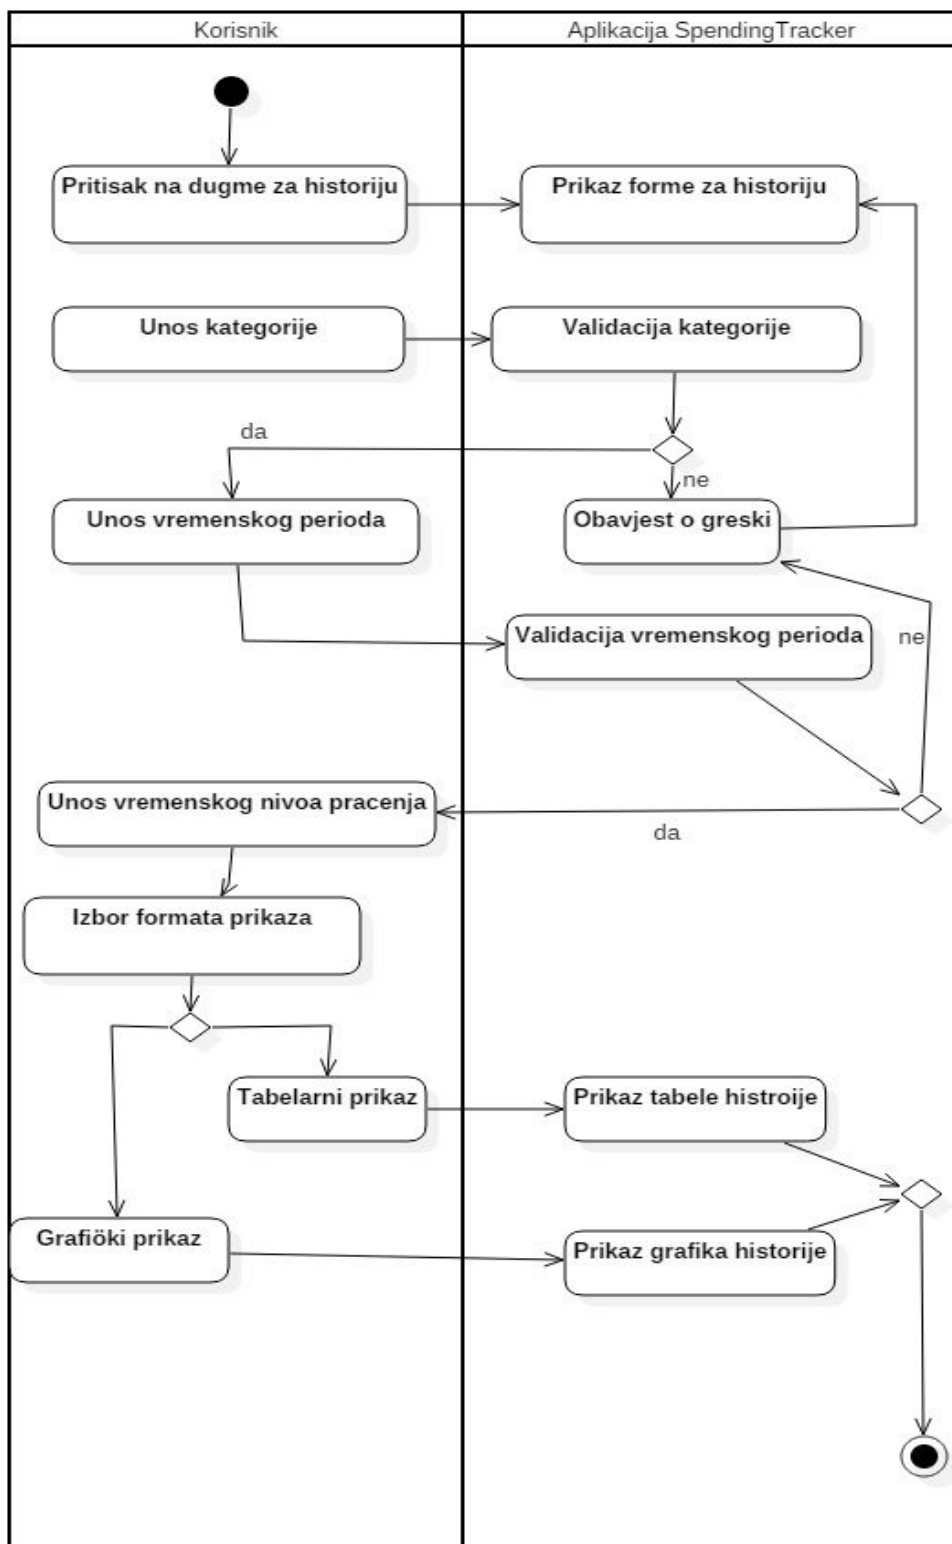 Korisnik
Aplikacija SpendingTracker
Pritisak na dugme za historiju
Prikaz forme za historiju
Unos kategorije
Validacija kategorije
da
ne
Unos vremenskog perioda
Obavjest o greski
Validacija vremenskog perioda
ne
Unos vremenskog nivoa pracenja
da
Izbor formata prikaza
Tabelarni prikaz
Prikaz tabele histroije
Grafiöki prikaz
Prikaz grafika historije